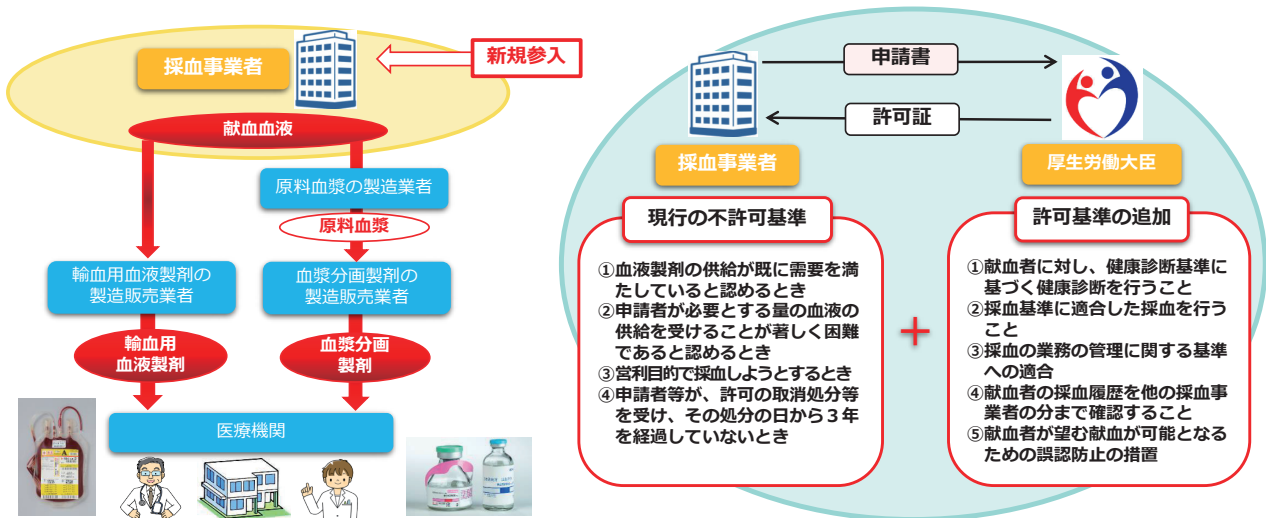 新規参入
採血事業者
献血血液
原料血漿の製造業者
原料血漿
輸血用血液製剤の
製造販売業者
血漿分画製剤の
製造販売業者
輸血用
血液製剤
血漿分画
製剤
医療機関
申請書
許可証
採血事業者
厚生労働大臣
現行の不許可基準
①血液製剤の供給が既に需要を満
たしていると認めるとき
②申請者が必要とする量の血液の
供給を受けることが著しく困難
であると認めるとき
③営利目的で採血しようとするとき
④申請者等が、許可の取消処分等
を受け、その処分の日から３年
を経過していないとき
+
許可基準の追加
①献血者に対し、健康診断基準に
基づく健康診断を行うこと
②採血基準に適合した採血を行う
こと
③採血の業務の管理に関する基準
への適合
④献血者の採血履歴を他の採血事
業者の分まで確認すること
⑤献血者が望む献血が可能となる
ための誤認防止の措置